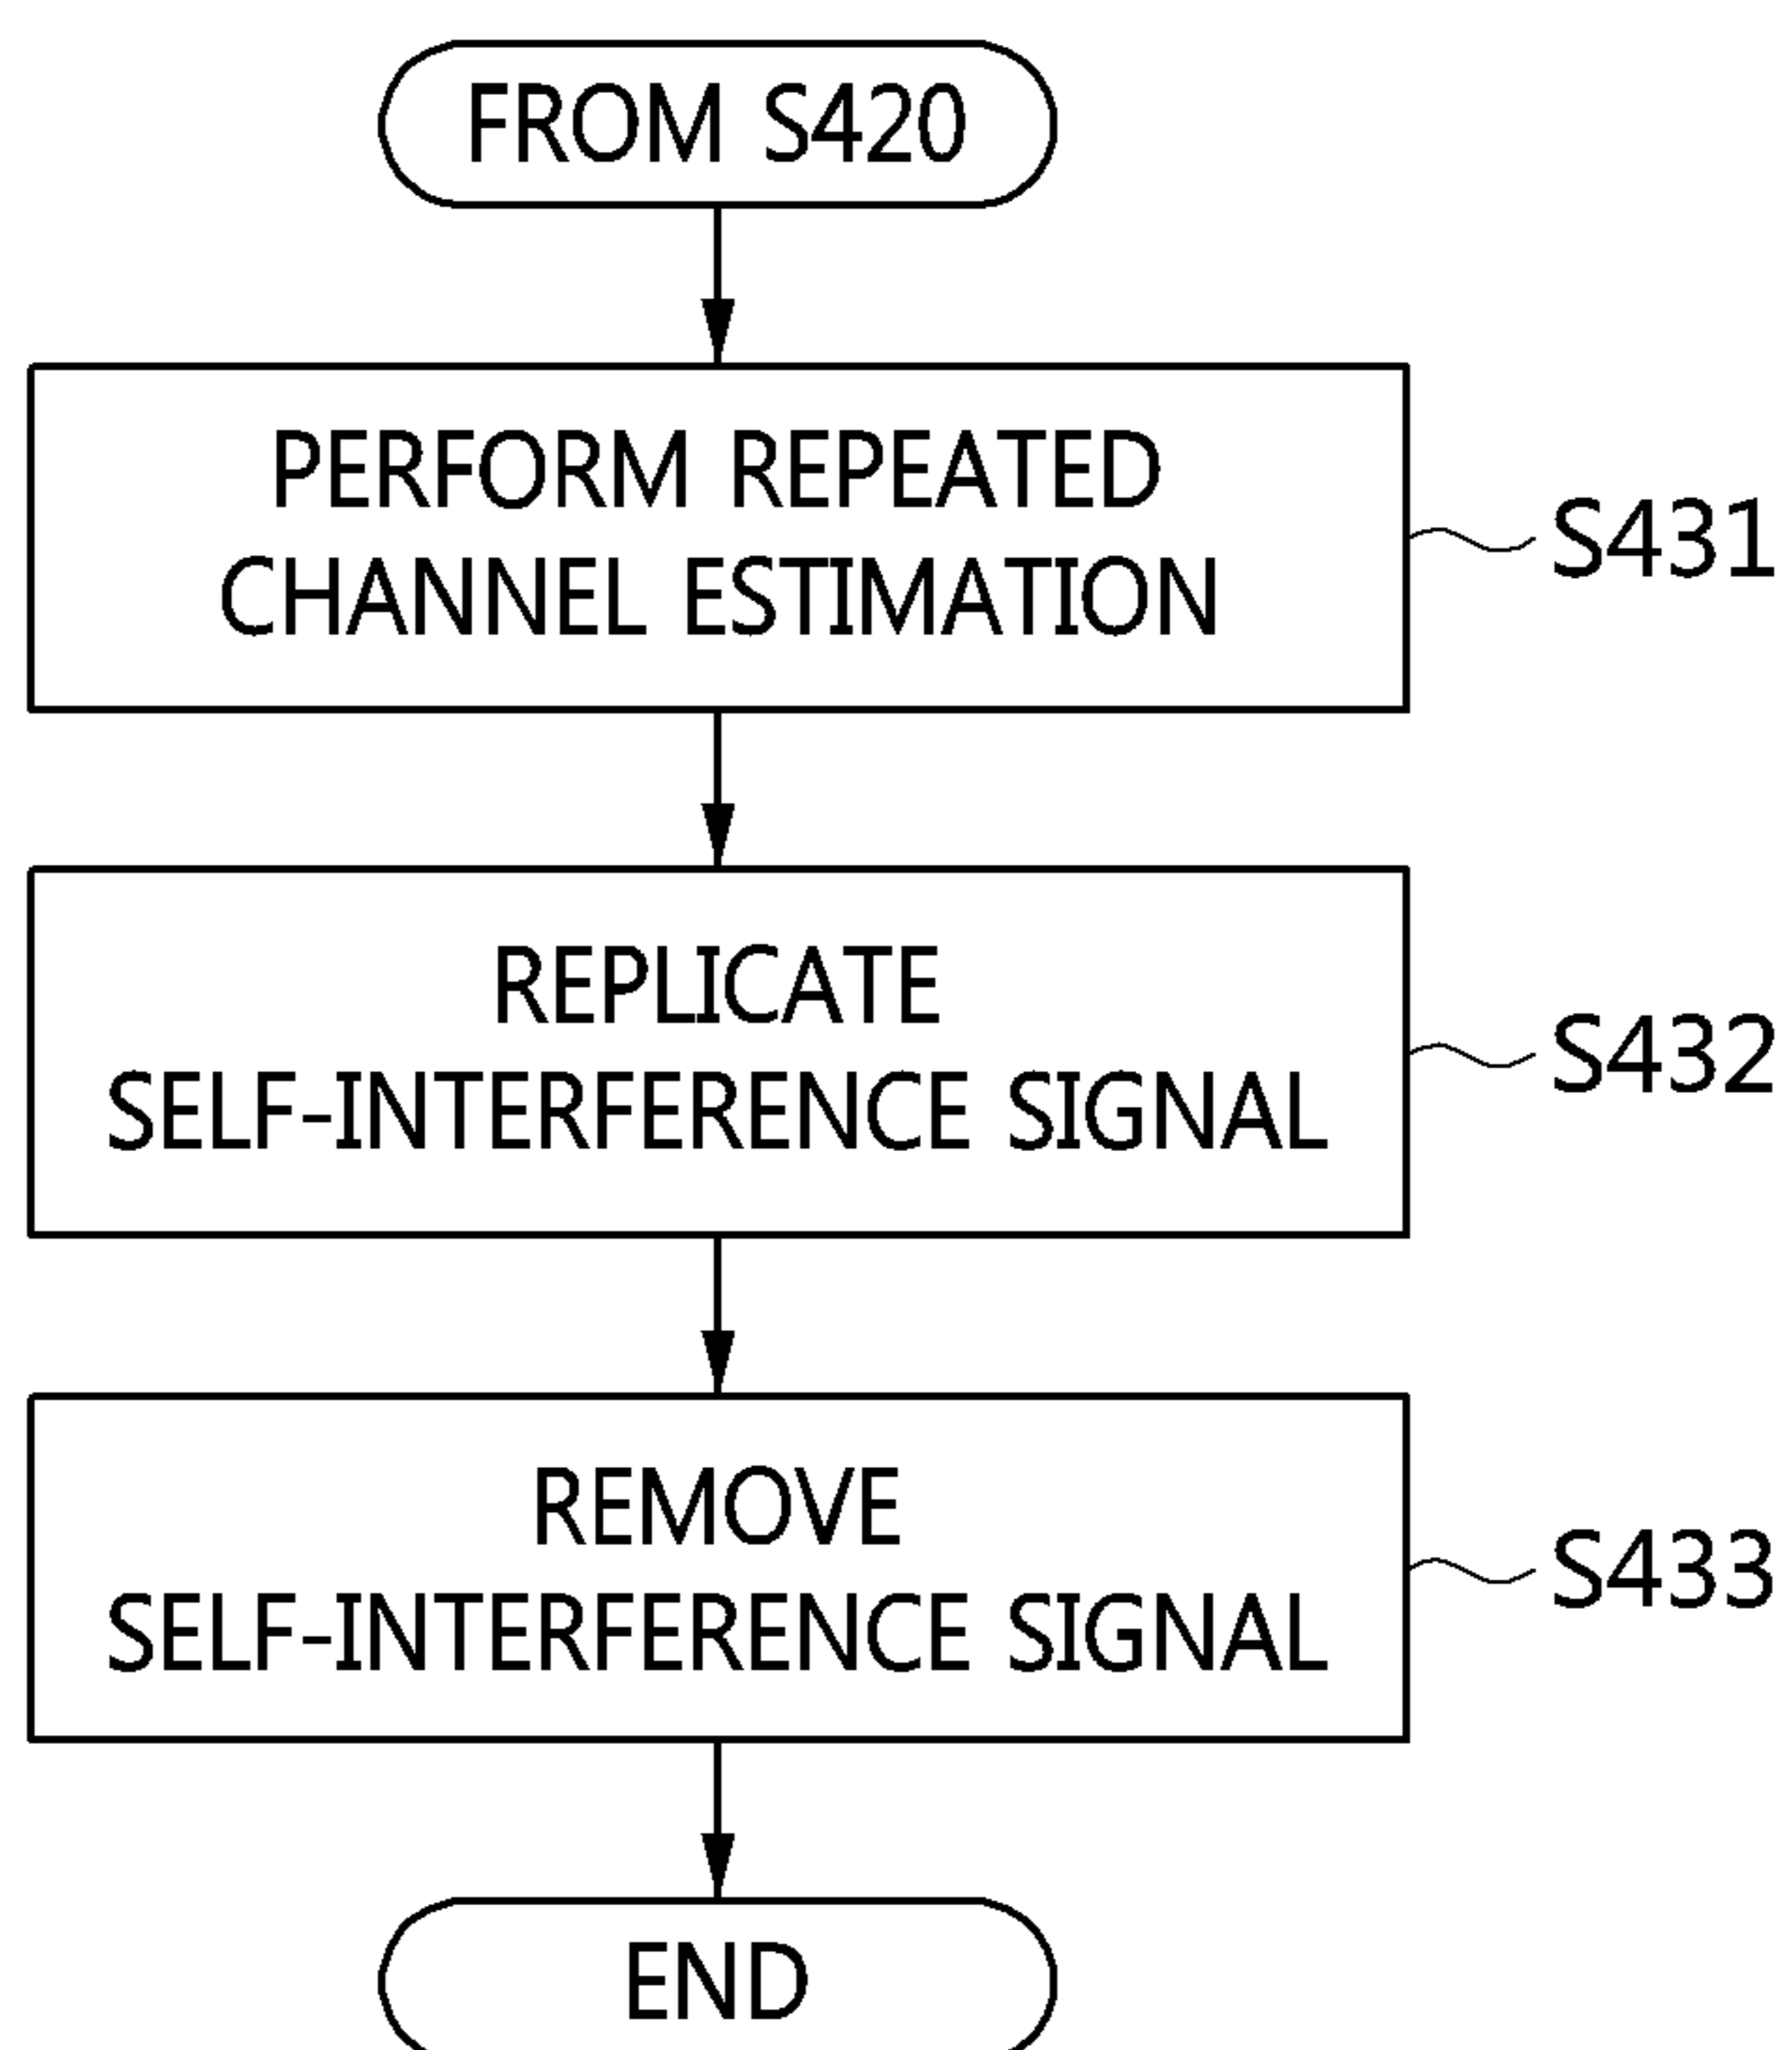 FROM S420
PERFORM REPEATED
CHANNEL ESTIMATION
S431
REPLICATE
SELF-INTERFERENCE SIGNAL
S432
REMOVE
SELF-INTERFERENCE SIGNAL
S433
END